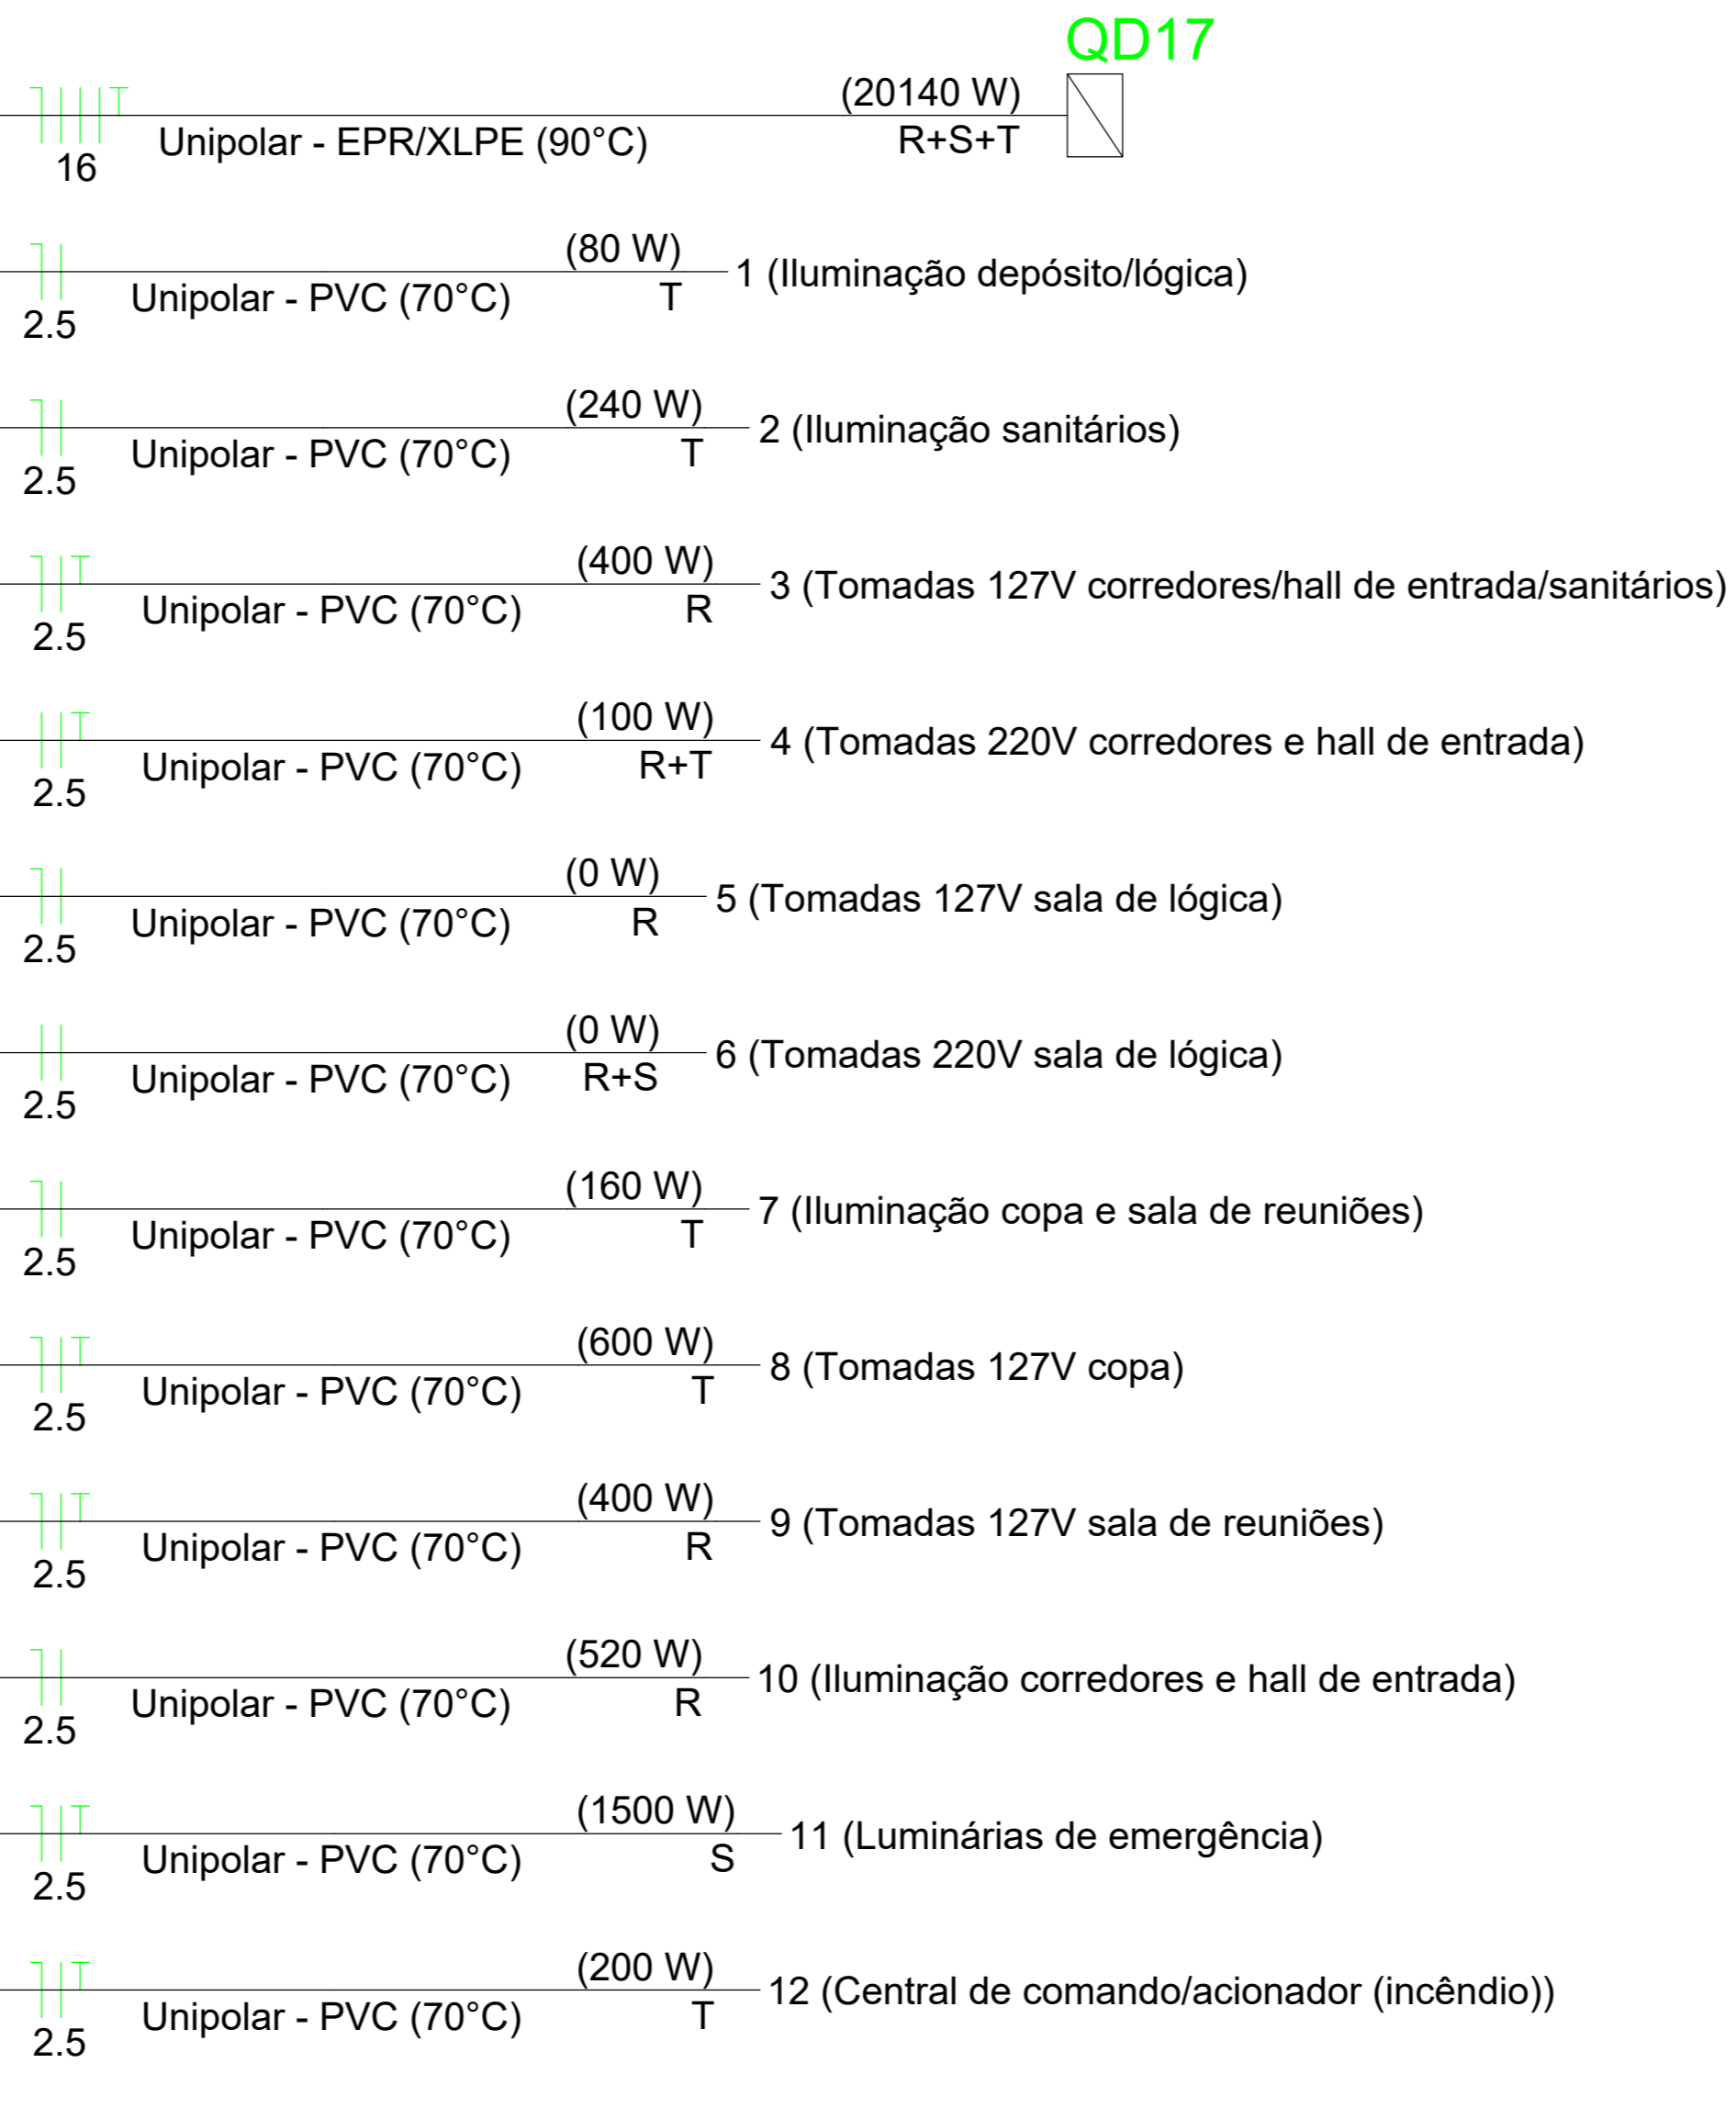 QD17
(20140 W)
Unipolar - EPR/XLPE (90°C) R+S+T
16
(80 W)
1 (Iluminação depósito/lógica)
Unipolar - PVC (70°C) T
2.5
(240 W)
2 (Iluminação sanitários)
Unipolar - PVC (70°C) T
2.5
(400 W)
3 (Tomadas 127V corredores/hall de entrada/sanitários)
Unipolar - PVC (70°C) R
2.5
(100 W)
4 (Tomadas 220V corredores e hall de entrada)
Unipolar - PVC (70°C) R+T
2.5
(0 W)
5 (Tomadas 127V sala de lógica)
Unipolar - PVC (70°C) R
2.5
(0 W)
6 (Tomadas 220V sala de lógica)
Unipolar - PVC (70°C) R+S
2.5
(160 W)
7 (Iluminação copa e sala de reuniões)
Unipolar - PVC (70°C) T
2.5
(600 W)
8 (Tomadas 127V copa)
Unipolar - PVC (70°C) T
2.5
(400 W)
9 (Tomadas 127V sala de reuniões)
Unipolar - PVC (70°C) R
2.5
(520 W)
10 (Iluminação corredores e hall de entrada)
Unipolar - PVC (70°C) R
2.5
(1500 W)
11 (Luminárias de emergência)
Unipolar - PVC (70°C) S
2.5
(200 W)
12 (Central de comando/acionador (incêndio))
Unipolar - PVC (70°C) T
2.5